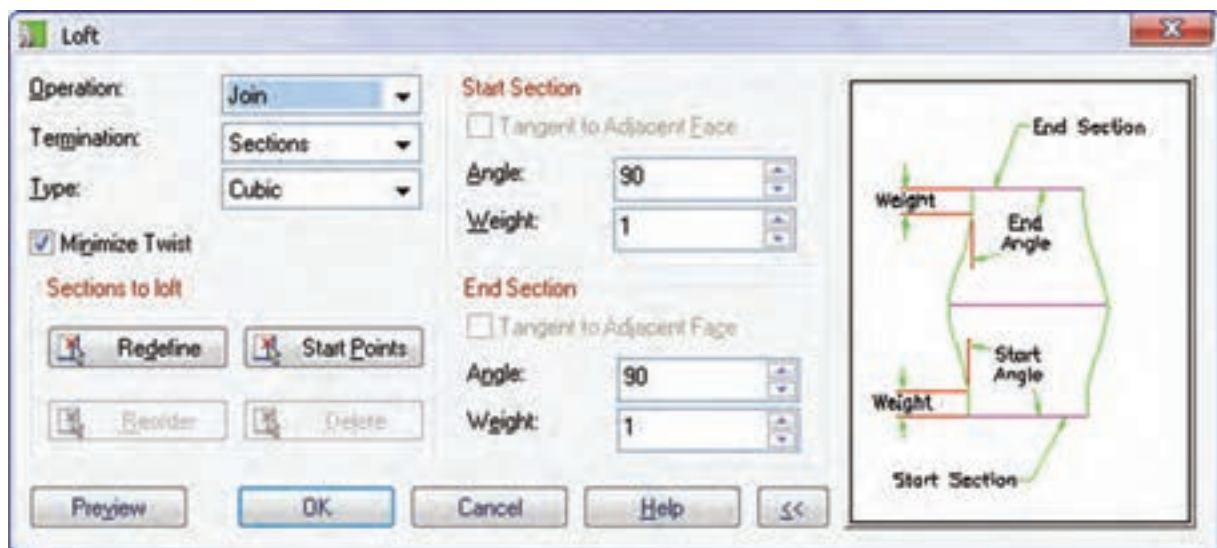 Loft
Operation:
Join
Termination:
Sections
Type:
Cubic
Minimize Twist
Sections to loft
Redefine
Start Points
Reorder
Delete
Start Section
Tangent to Adjacent Face
Angle:
90
Weight:
1
End Section
Tangent to Adjacent Face
Angle:
90
Weight:
1
Preview
OK
Cancel
Help
<<
End Section
Weight
End
Angle
Start
Angle
Weight
Start Section